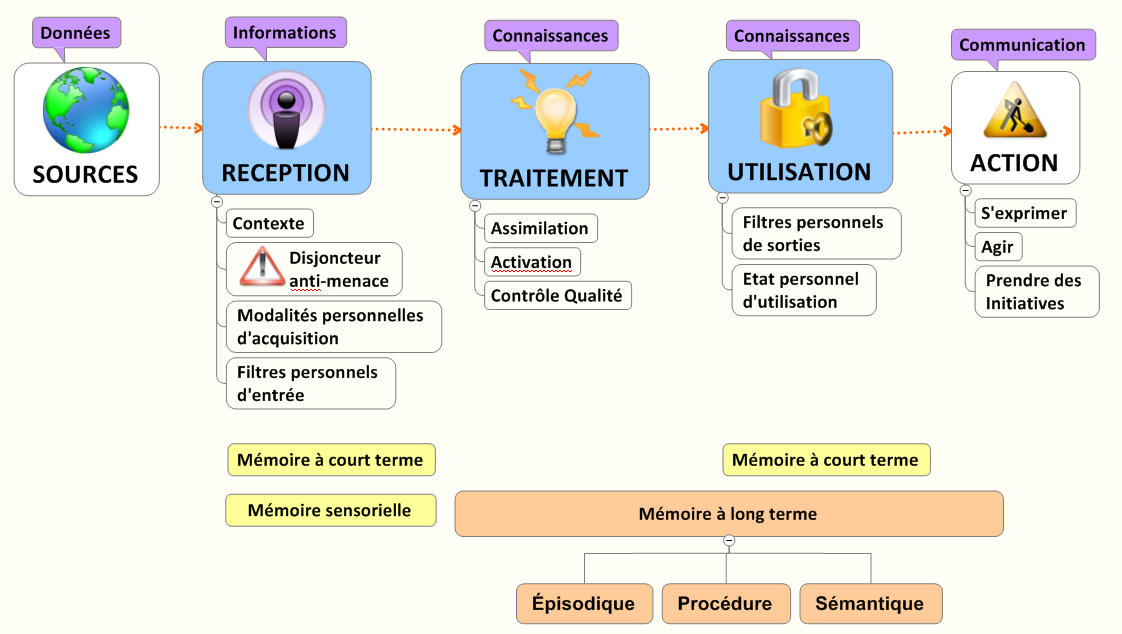 Données
Informations
Connaissances
Connaissances
Communication
SOURCES
RECEPTION
TRAITEMENT
UTILISATION
ACTION
Contexte
Disjoncteur
anti-menace
Modalités personnelles
d'acquisition
Filtres personnels
d'entrée
Assimilation
Activation
Contrôle Qualité
Filtres personnels
de sorties
Etat personnel
d'utilisation
S'exprimer
Agir
Prendre des
Initiatives
Mémoire à court terme
Mémoire à court terme
Mémoire sensorielle
Mémoire à long terme
Épisodique
Procédure
Sémantique